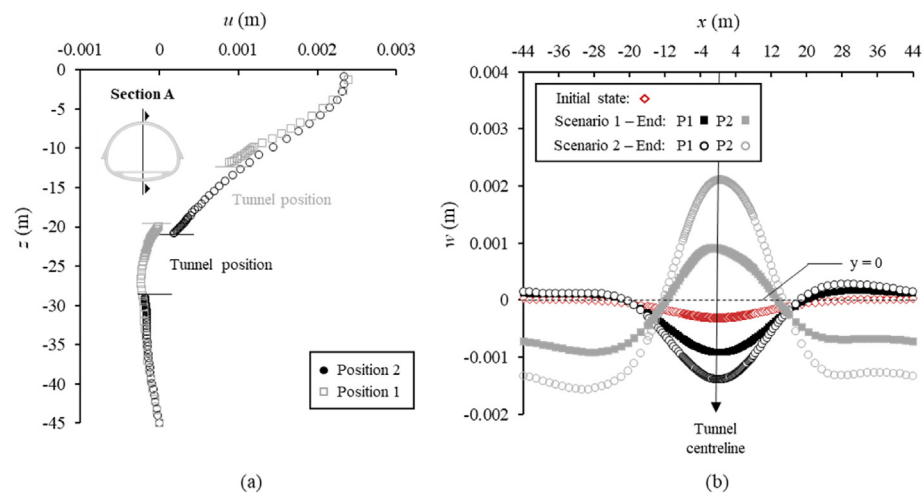 u (m)
-0.001 0 0.001 0.002 0.003
0
-5
-10
-15
-20
-25
-30
-35
-40
-45
z (m)
Section A
Tunnel position
Tunnel position
Position 2
Position 1
(a)
x (m)
-44 -36 -28 -20 -12 -4 4 12 20 28 36 44
0.004
0.003
0.002
0.001
0
-0.001
-0.002
w (m)
Initial state:
Scenario 1 – End: P1 P2
Scenario 2 – End: P1 P2
y = 0
Tunnel
centreline
(b)